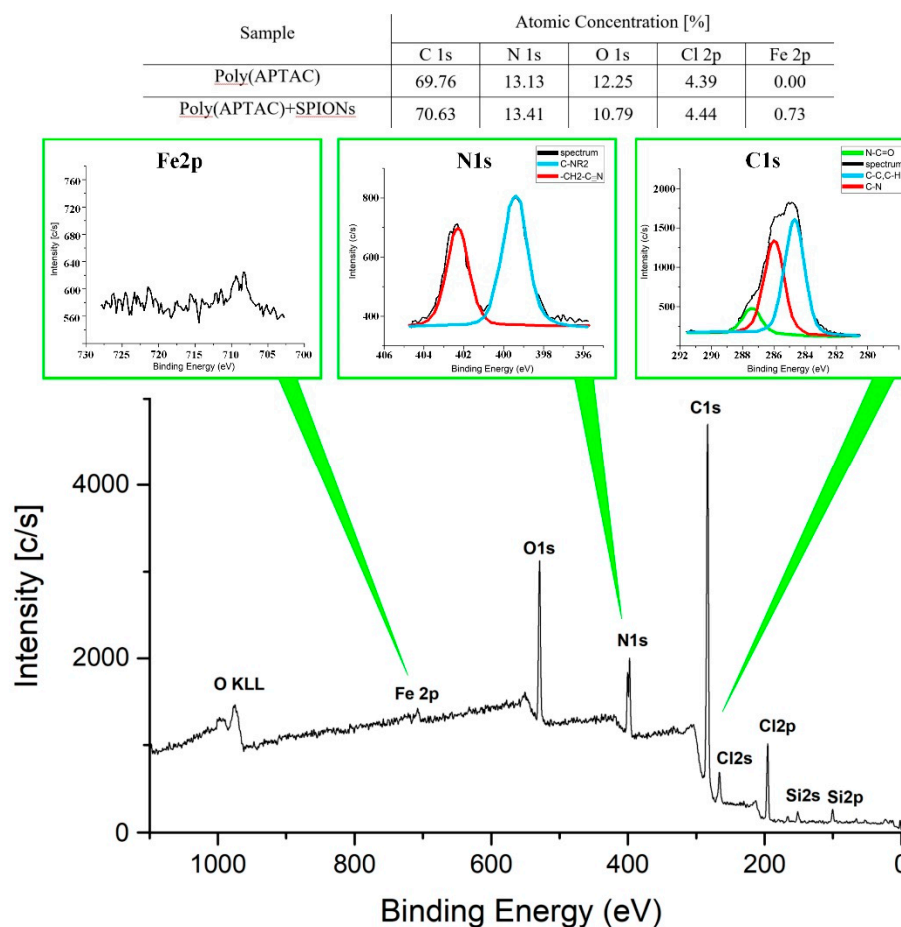 Sample Atomic Concentration [%]
C 1s N 1s O 1s Cl 2p Fe 2p
Poly(APTAC) 69.76 13.13 12.25 4.39 0.00
Poly(APTAC)+SPIONs 70.63 13.41 10.79 4.44 0.73
Fe2p
Intensity [c/s]
760
720
680
640
600
560
730 725 720 715 710 705 700
Binding Energy (eV)
N1s
spectrum
C-NR2
-CH2-C≡N
Intensity (c/s)
800
600
400
406 404 402 400 398 396
Binding Energy (eV)
C1s
N-C=O
spectrum
C-C,C-H
C-N
Intensity (c/s)
2000
1500
1000
500
292 290 288 286 284 282 280
Binding Energy (eV)
Intensity [c/s]
4000
2000
0
C1s
O1s
N1s
O KLL
Fe 2p
Cl2p
Cl2s
Si2s
Si2p
1000 800 600 400 200 0
Binding Energy (eV)